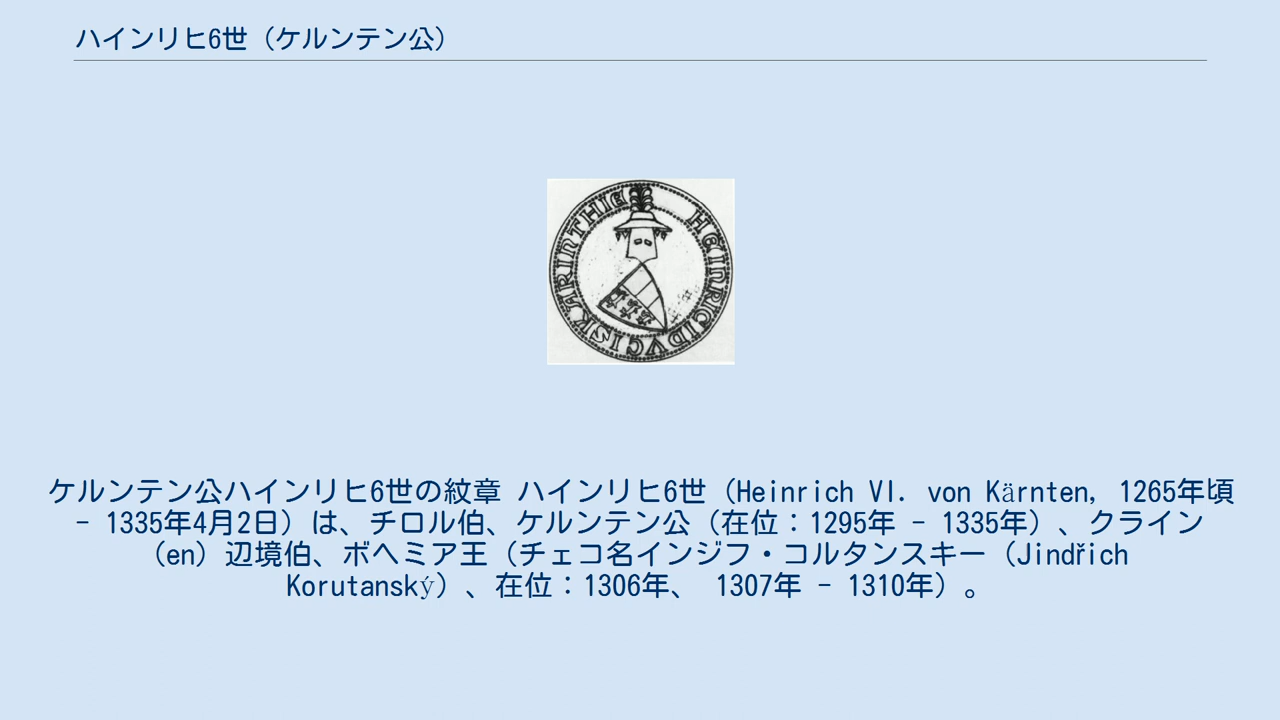 ハインリヒ6世（ケルンテン公）
HEINRICI DVCIS KARINTHIE
ケルンテン公ハインリヒ6世の紋章 ハインリヒ6世（Heinrich VI. von Kärnten, 1265年頃
- 1335年4月2日）は、チロル伯、ケルンテン公（在位：1295年 - 1335年）、クライン
（en）辺境伯、ボヘミア王（チェコ名インジフ・コルタンスキー（Jindřich
Korutanský）、在位：1306年、 1307年 - 1310年）。